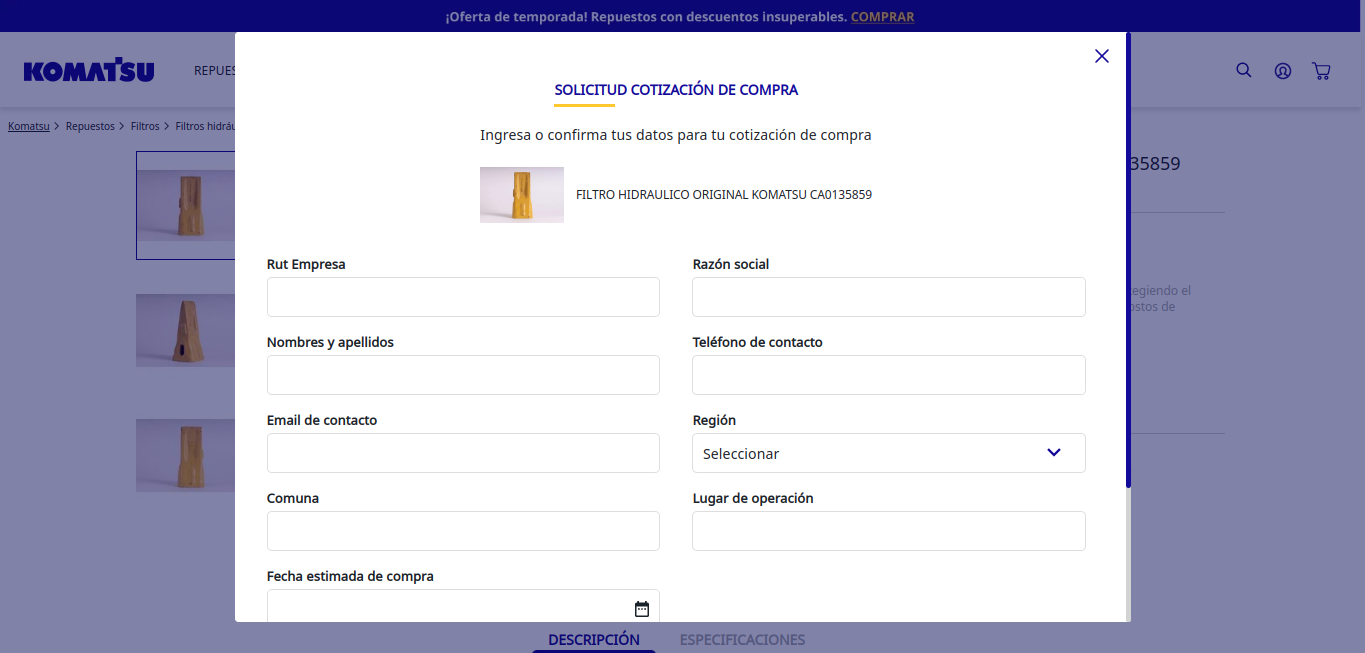 ¡Oferta de temporada! Repuestos con descuentos insuperables. COMPRAR
KOMATSU
REPUES
Komatsu > Repuestos > Filtros > Filtros hidráu
35859
SOLICITUD COTIZACIÓN DE COMPRA
Ingresa o confirma tus datos para tu cotización de compra
FILTRO HIDRAULICO ORIGINAL KOMATSU CA0135859
Rut Empresa
Razón social
Nombres y apellidos
Teléfono de contacto
Email de contacto
Región
Seleccionar
Comuna
Lugar de operación
Fecha estimada de compra
egiendo el
ostos de
DESCRIPCIÓN
ESPECIFICACIONES